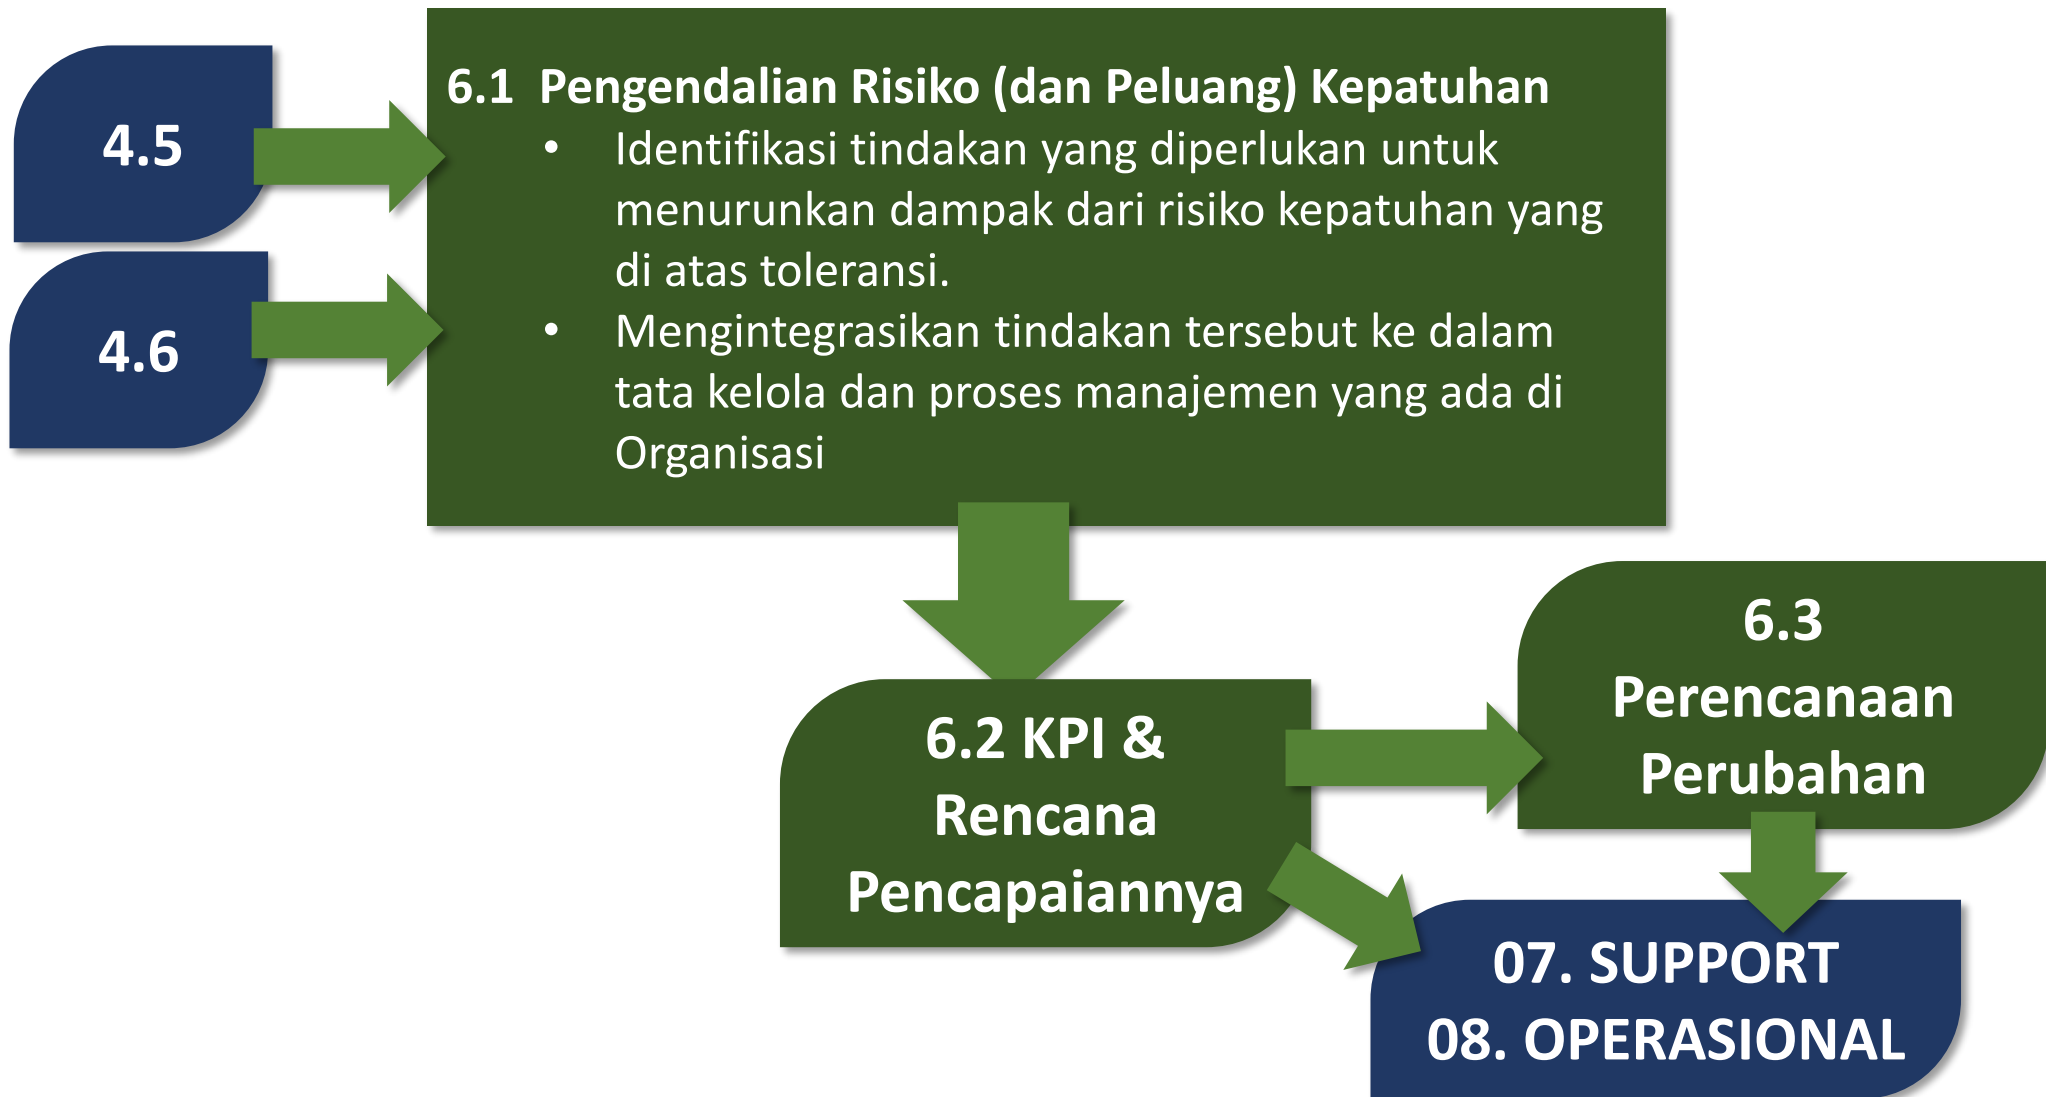 4.5
4.6
6.1 Pengendalian Risiko (dan Peluang) Kepatuhan
• Identifikasi tindakan yang diperlukan untuk
menurunkan dampak dari risiko kepatuhan yang
di atas toleransi.
• Mengintegrasikan tindakan tersebut ke dalam
tata kelola dan proses manajemen yang ada di
Organisasi
6.2 KPI &
Rencana
Pencapaiannya
6.3
Perencanaan
Perubahan
07. SUPPORT
08. OPERASIONAL